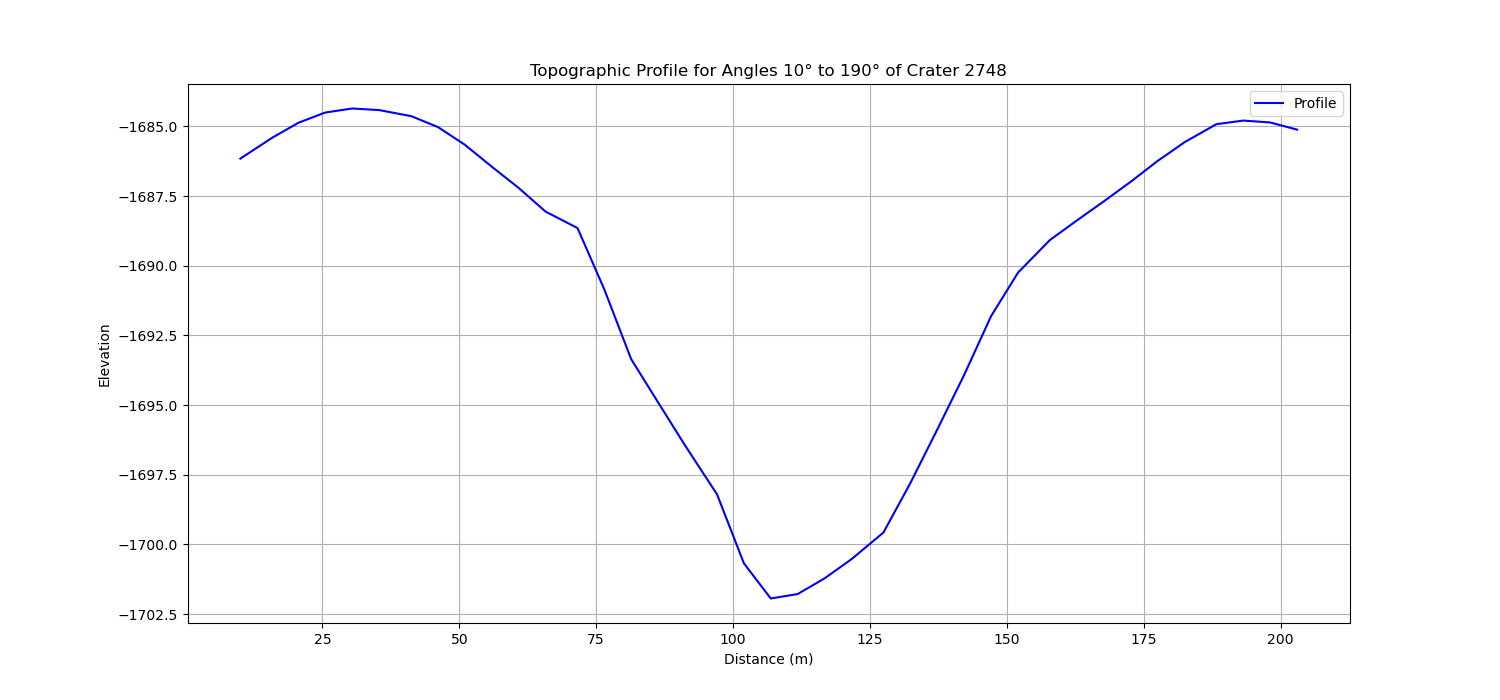 Topographic Profile for Angles 10° to 190° of Crater 2748
Profile
−1685.0
−1687.5
−1690.0
−1692.5
−1695.0
−1697.5
−1700.0
−1702.5
Elevation
25 50 75 100 125 150 175 200
Distance (m)